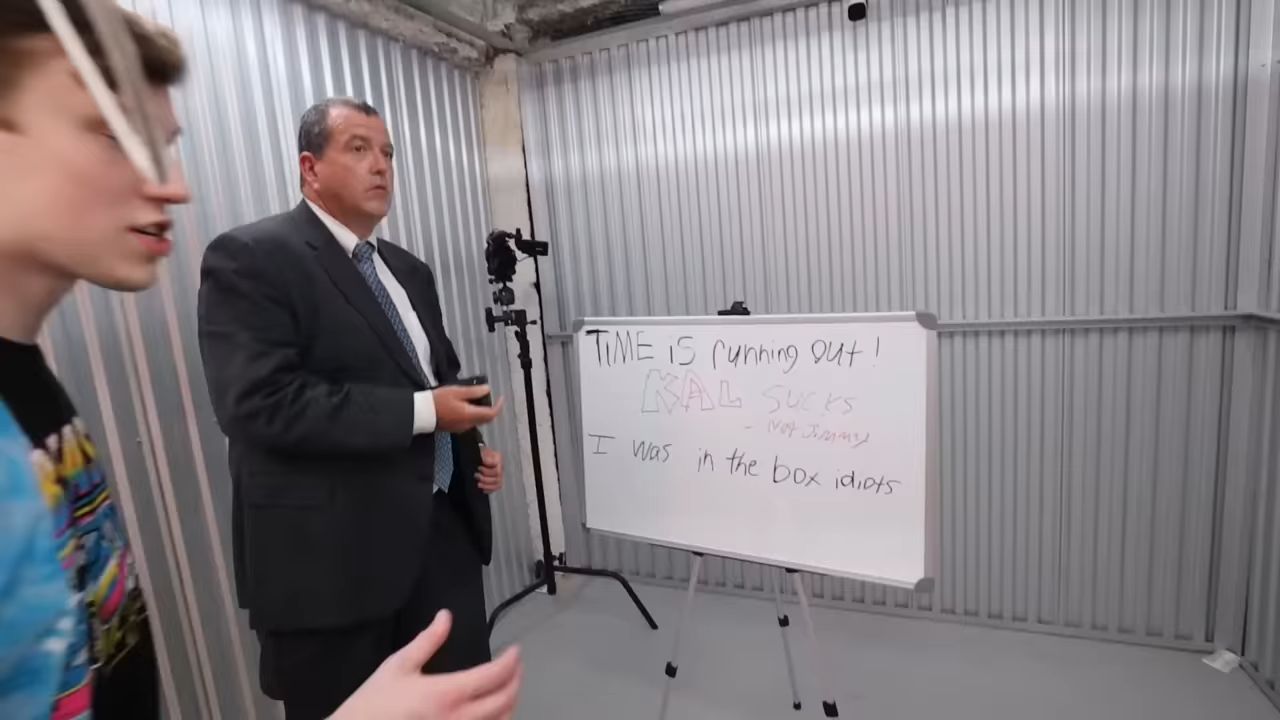 TiME iS running out!
KAL SUCKS
- Not Jimmy
I was in the box idiots